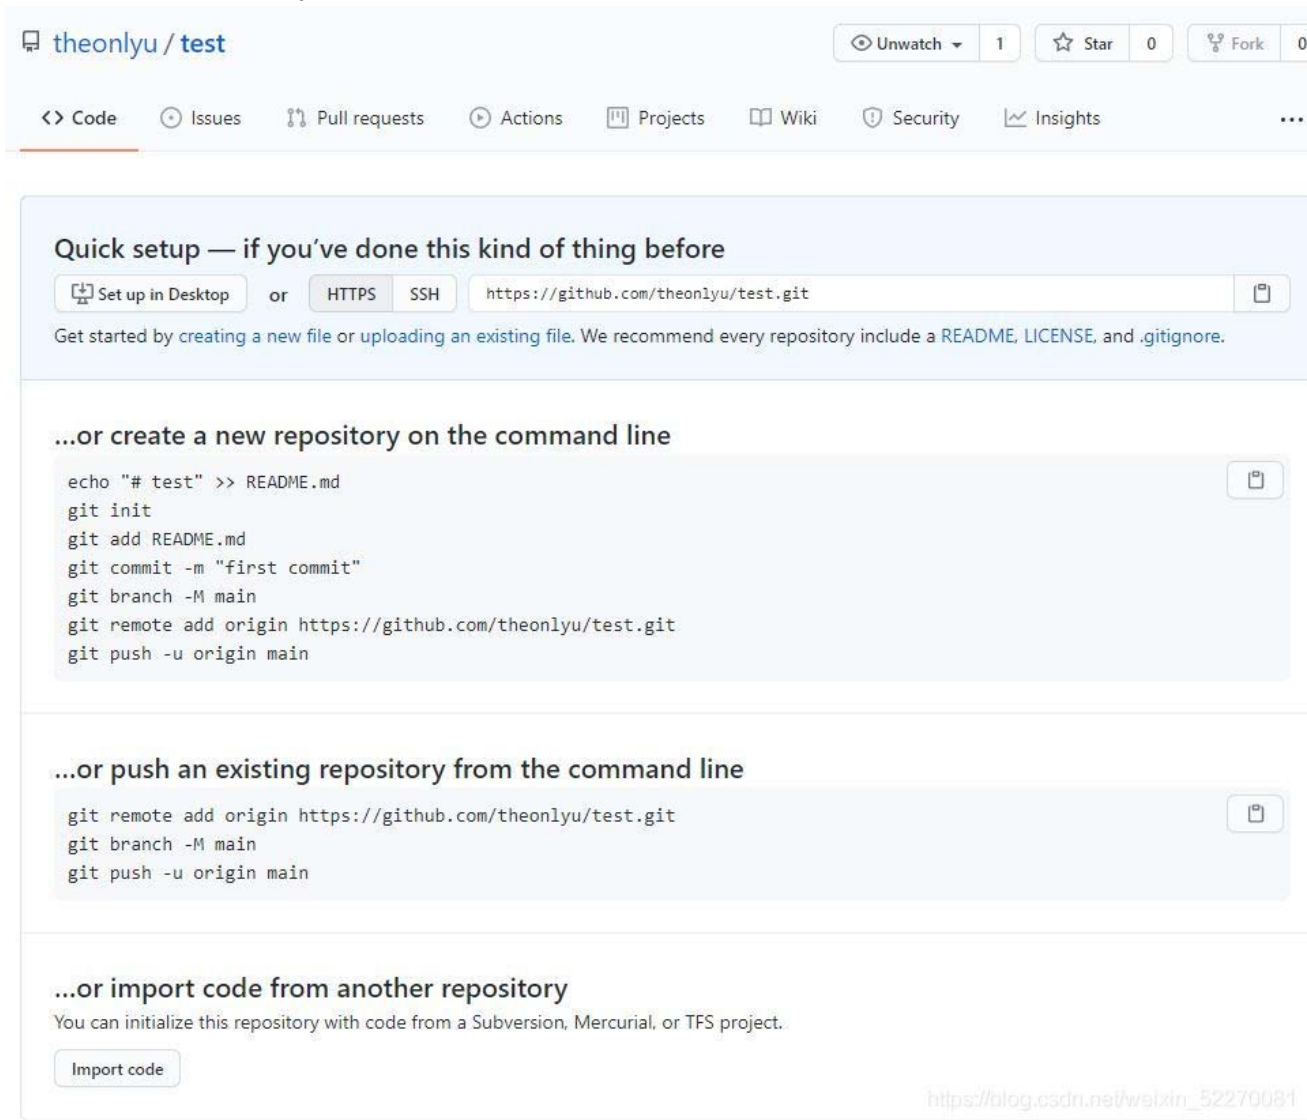 theonlyu / test
Unwatch 1 Star 0 Fork 0
Code Issues Pull requests Actions Projects Wiki Security Insights ...
Quick setup — if you’ve done this kind of thing before
Set up in Desktop or HTTPS SSH https://github.com/theonlyu/test.git
Get started by creating a new file or uploading an existing file. We recommend every repository include a README, LICENSE, and .gitignore.
...or create a new repository on the command line
echo "# test" >> README.md
git init
git add README.md
git commit -m "first commit"
git branch -M main
git remote add origin https://github.com/theonlyu/test.git
git push -u origin main
...or push an existing repository from the command line
git remote add origin https://github.com/theonlyu/test.git
git branch -M main
git push -u origin main
...or import code from another repository
You can initialize this repository with code from a Subversion, Mercurial, or TFS project.
Import code
https://blog.csdn.net/weixin_52270081